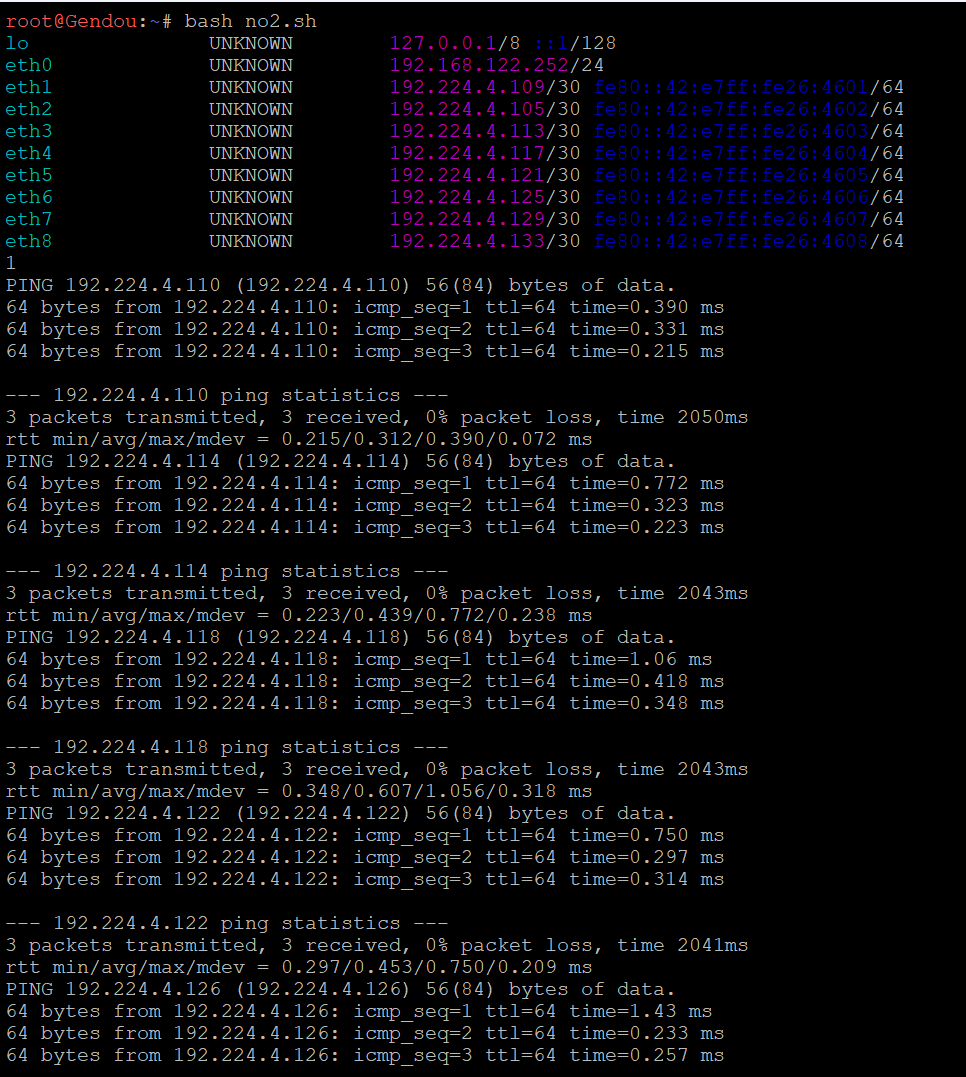 root@Gendou:~# bash no2.sh
lo UNKNOWN 127.0.0.1/8 ::1/128
eth0 UNKNOWN 192.168.122.252/24
eth1 UNKNOWN 192.224.4.109/30 fe80::42:e7ff:fe26:4601/64
eth2 UNKNOWN 192.224.4.105/30 fe80::42:e7ff:fe26:4602/64
eth3 UNKNOWN 192.224.4.113/30 fe80::42:e7ff:fe26:4603/64
eth4 UNKNOWN 192.224.4.117/30 fe80::42:e7ff:fe26:4604/64
eth5 UNKNOWN 192.224.4.121/30 fe80::42:e7ff:fe26:4605/64
eth6 UNKNOWN 192.224.4.125/30 fe80::42:e7ff:fe26:4606/64
eth7 UNKNOWN 192.224.4.129/30 fe80::42:e7ff:fe26:4607/64
eth8 UNKNOWN 192.224.4.133/30 fe80::42:e7ff:fe26:4608/64
1
PING 192.224.4.110 (192.224.4.110) 56(84) bytes of data.
64 bytes from 192.224.4.110: icmp_seq=1 ttl=64 time=0.390 ms
64 bytes from 192.224.4.110: icmp_seq=2 ttl=64 time=0.331 ms
64 bytes from 192.224.4.110: icmp_seq=3 ttl=64 time=0.215 ms
--- 192.224.4.110 ping statistics ---
3 packets transmitted, 3 received, 0% packet loss, time 2050ms
rtt min/avg/max/mdev = 0.215/0.312/0.390/0.072 ms
PING 192.224.4.114 (192.224.4.114) 56(84) bytes of data.
64 bytes from 192.224.4.114: icmp_seq=1 ttl=64 time=0.772 ms
64 bytes from 192.224.4.114: icmp_seq=2 ttl=64 time=0.323 ms
64 bytes from 192.224.4.114: icmp_seq=3 ttl=64 time=0.223 ms
--- 192.224.4.114 ping statistics ---
3 packets transmitted, 3 received, 0% packet loss, time 2043ms
rtt min/avg/max/mdev = 0.223/0.439/0.772/0.238 ms
PING 192.224.4.118 (192.224.4.118) 56(84) bytes of data.
64 bytes from 192.224.4.118: icmp_seq=1 ttl=64 time=1.06 ms
64 bytes from 192.224.4.118: icmp_seq=2 ttl=64 time=0.418 ms
64 bytes from 192.224.4.118: icmp_seq=3 ttl=64 time=0.348 ms
--- 192.224.4.118 ping statistics ---
3 packets transmitted, 3 received, 0% packet loss, time 2043ms
rtt min/avg/max/mdev = 0.348/0.607/1.056/0.318 ms
PING 192.224.4.122 (192.224.4.122) 56(84) bytes of data.
64 bytes from 192.224.4.122: icmp_seq=1 ttl=64 time=0.750 ms
64 bytes from 192.224.4.122: icmp_seq=2 ttl=64 time=0.297 ms
64 bytes from 192.224.4.122: icmp_seq=3 ttl=64 time=0.314 ms
--- 192.224.4.122 ping statistics ---
3 packets transmitted, 3 received, 0% packet loss, time 2041ms
rtt min/avg/max/mdev = 0.297/0.453/0.750/0.209 ms
PING 192.224.4.126 (192.224.4.126) 56(84) bytes of data.
64 bytes from 192.224.4.126: icmp_seq=1 ttl=64 time=1.43 ms
64 bytes from 192.224.4.126: icmp_seq=2 ttl=64 time=0.233 ms
64 bytes from 192.224.4.126: icmp_seq=3 ttl=64 time=0.257 ms